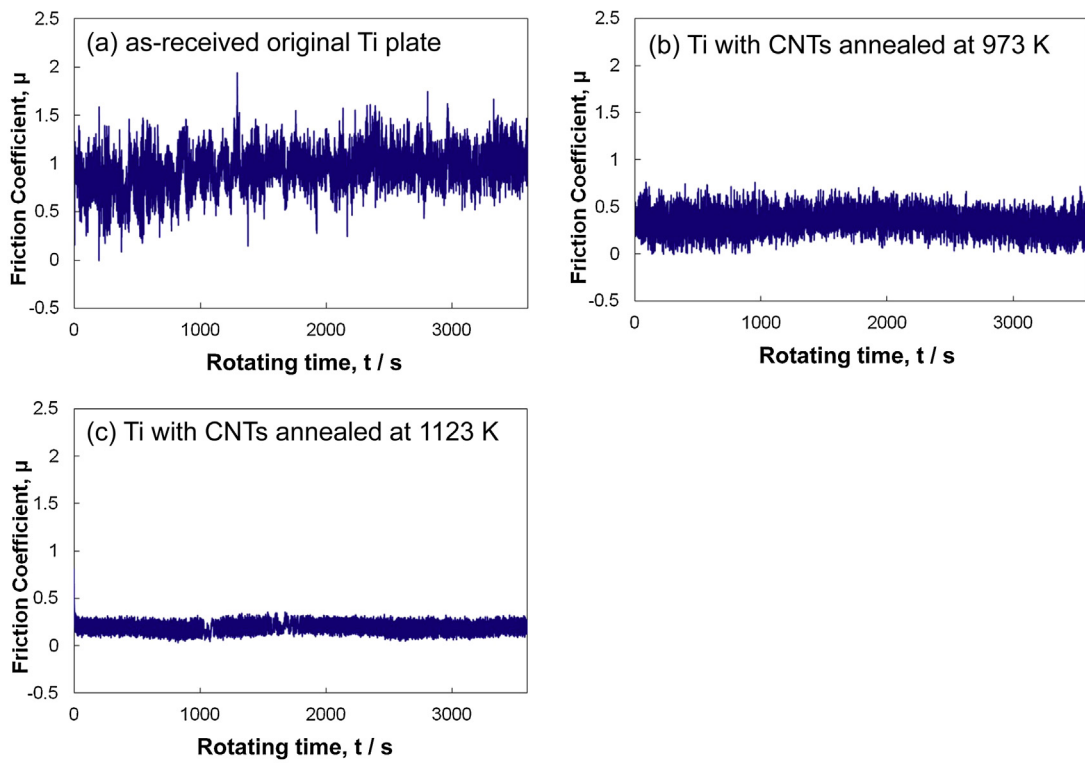 (a) as-received original Ti plate
2.5
2
1.5
1
0.5
0
-0.5
Friction Coefficient, μ
0 1000 2000 3000
Rotating time, t / s
(b) Ti with CNTs annealed at 973 K
2.5
2
1.5
1
0.5
0
-0.5
Friction Coefficient, μ
0 1000 2000 3000
Rotating time, t / s
(c) Ti with CNTs annealed at 1123 K
2.5
2
1.5
1
0.5
0
-0.5
Friction Coefficient, μ
0 1000 2000 3000
Rotating time, t / s